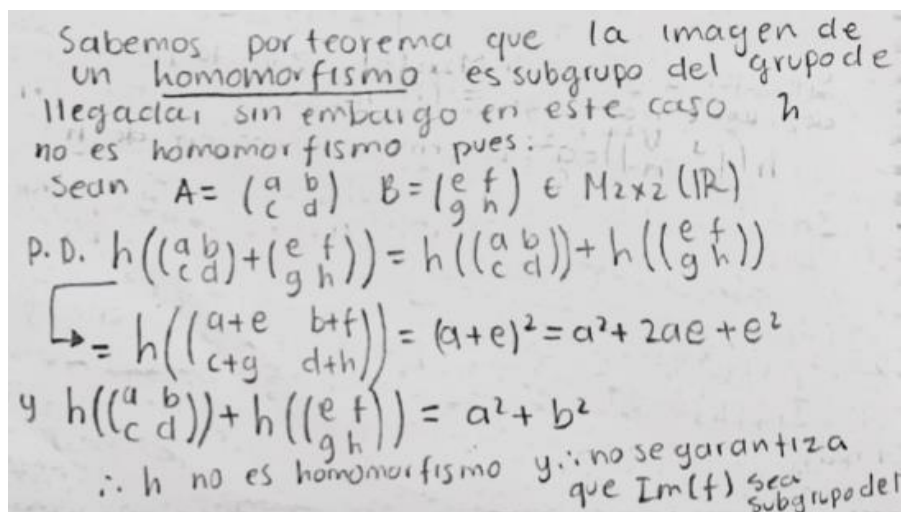 Sabemos por teorema que la imagen de
un homomorfismo es subgrupo del grupo de
llegada, sin embargo en este caso h
no es homomorfismo pues:
Sean A = (a b c d) B = (e f g h) ∈ M2x2 (IR)
P.D. h((a b c d)+(e f g h)) = h((a b c d)) + h((e f g h))
= h((a+e b+f c+g d+h)) = (a+e)² = a² + 2ae + e²
y h((a b c d)) + h((e f g h)) = a² + b²
∴ h no es homomorfismo y ∴ no se garantiza
que Im(f) sea
subgrupo del